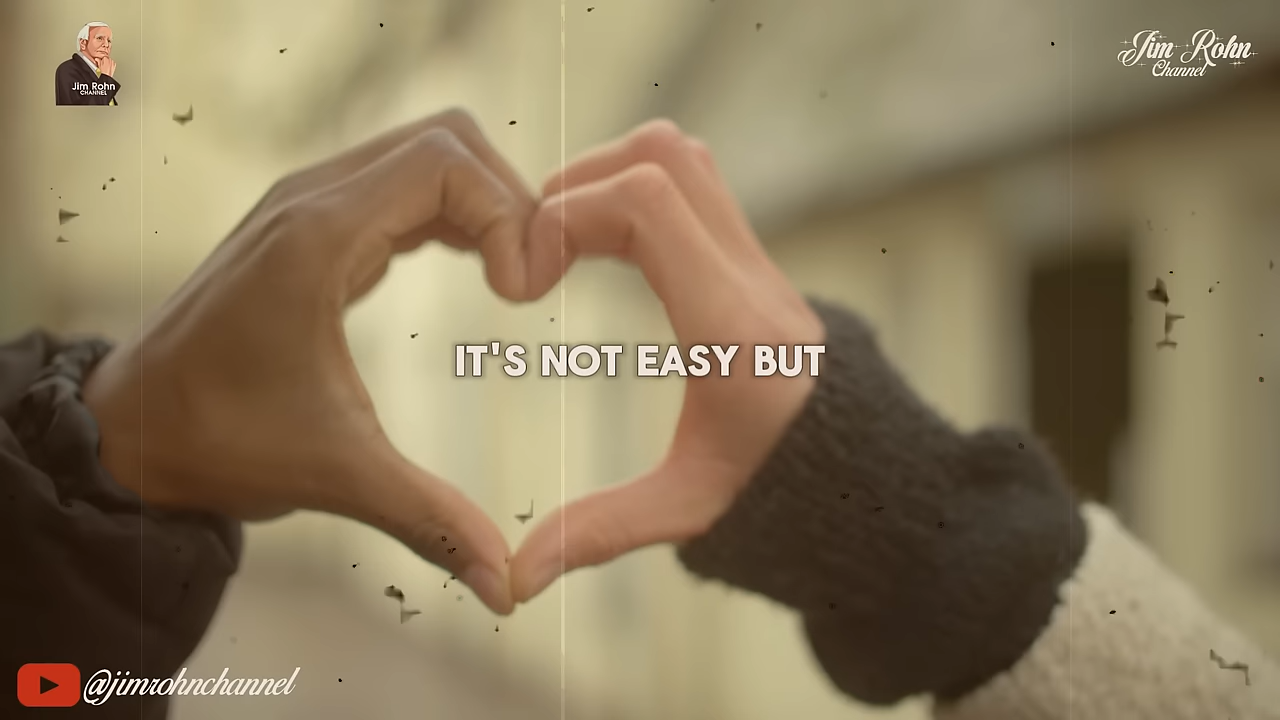 Jim Rohn
CHANNEL
Jim Rohn
Channel
IT'S NOT EASY BUT
@jimrohnchannel